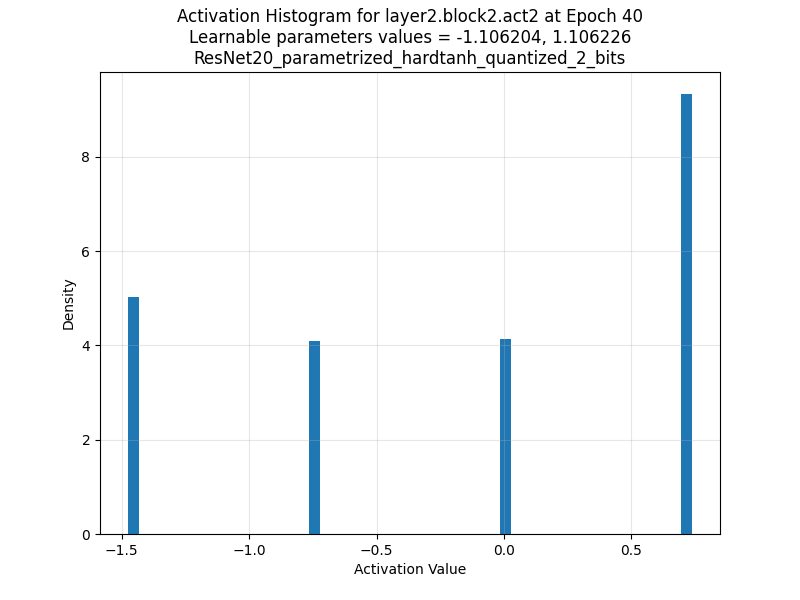 Activation Histogram for layer2.block2.act2 at Epoch 40
Learnable parameters values = -1.106204, 1.106226
ResNet20_parametrized_hardtanh_quantized_2_bits
Density
8
6
4
2
0
−1.5 −1.0 −0.5 0.0 0.5
Activation Value